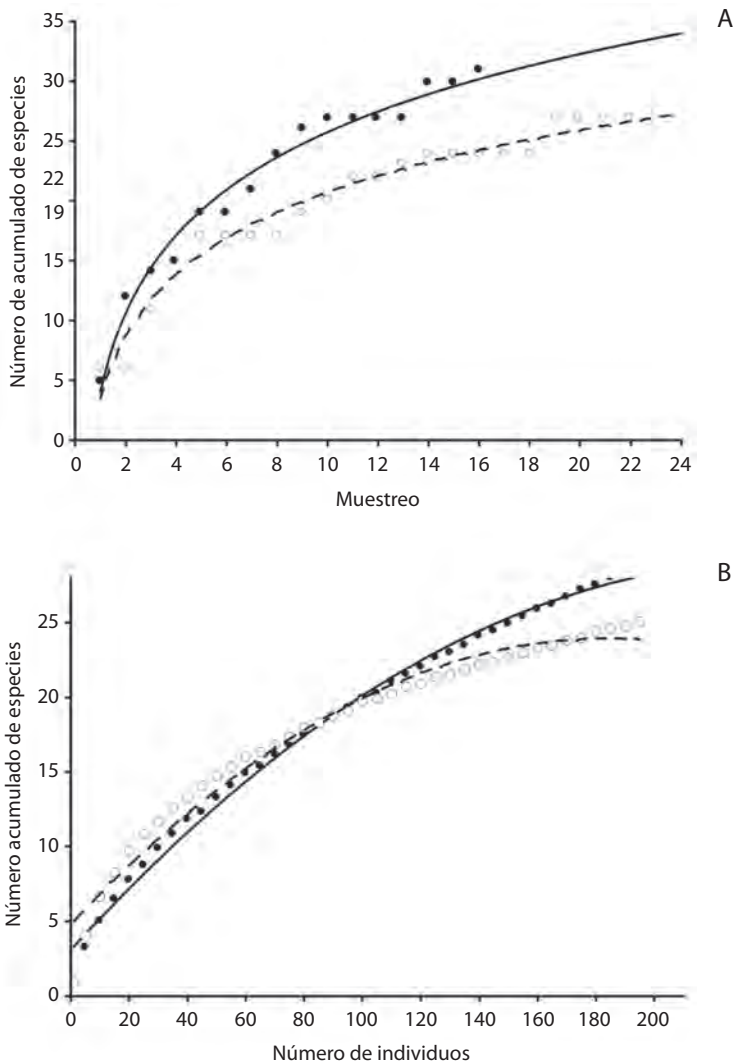 A
Número de acumulado de especies
35
30
25
22
19
15
10
5
0
0 2 4 6 8 10 12 14 16 18 20 22 24
Muestreo
B
Número acumulado de especies
25
20
15
10
5
0
0 20 40 60 80 100 120 140 160 180 200
Número de individuos